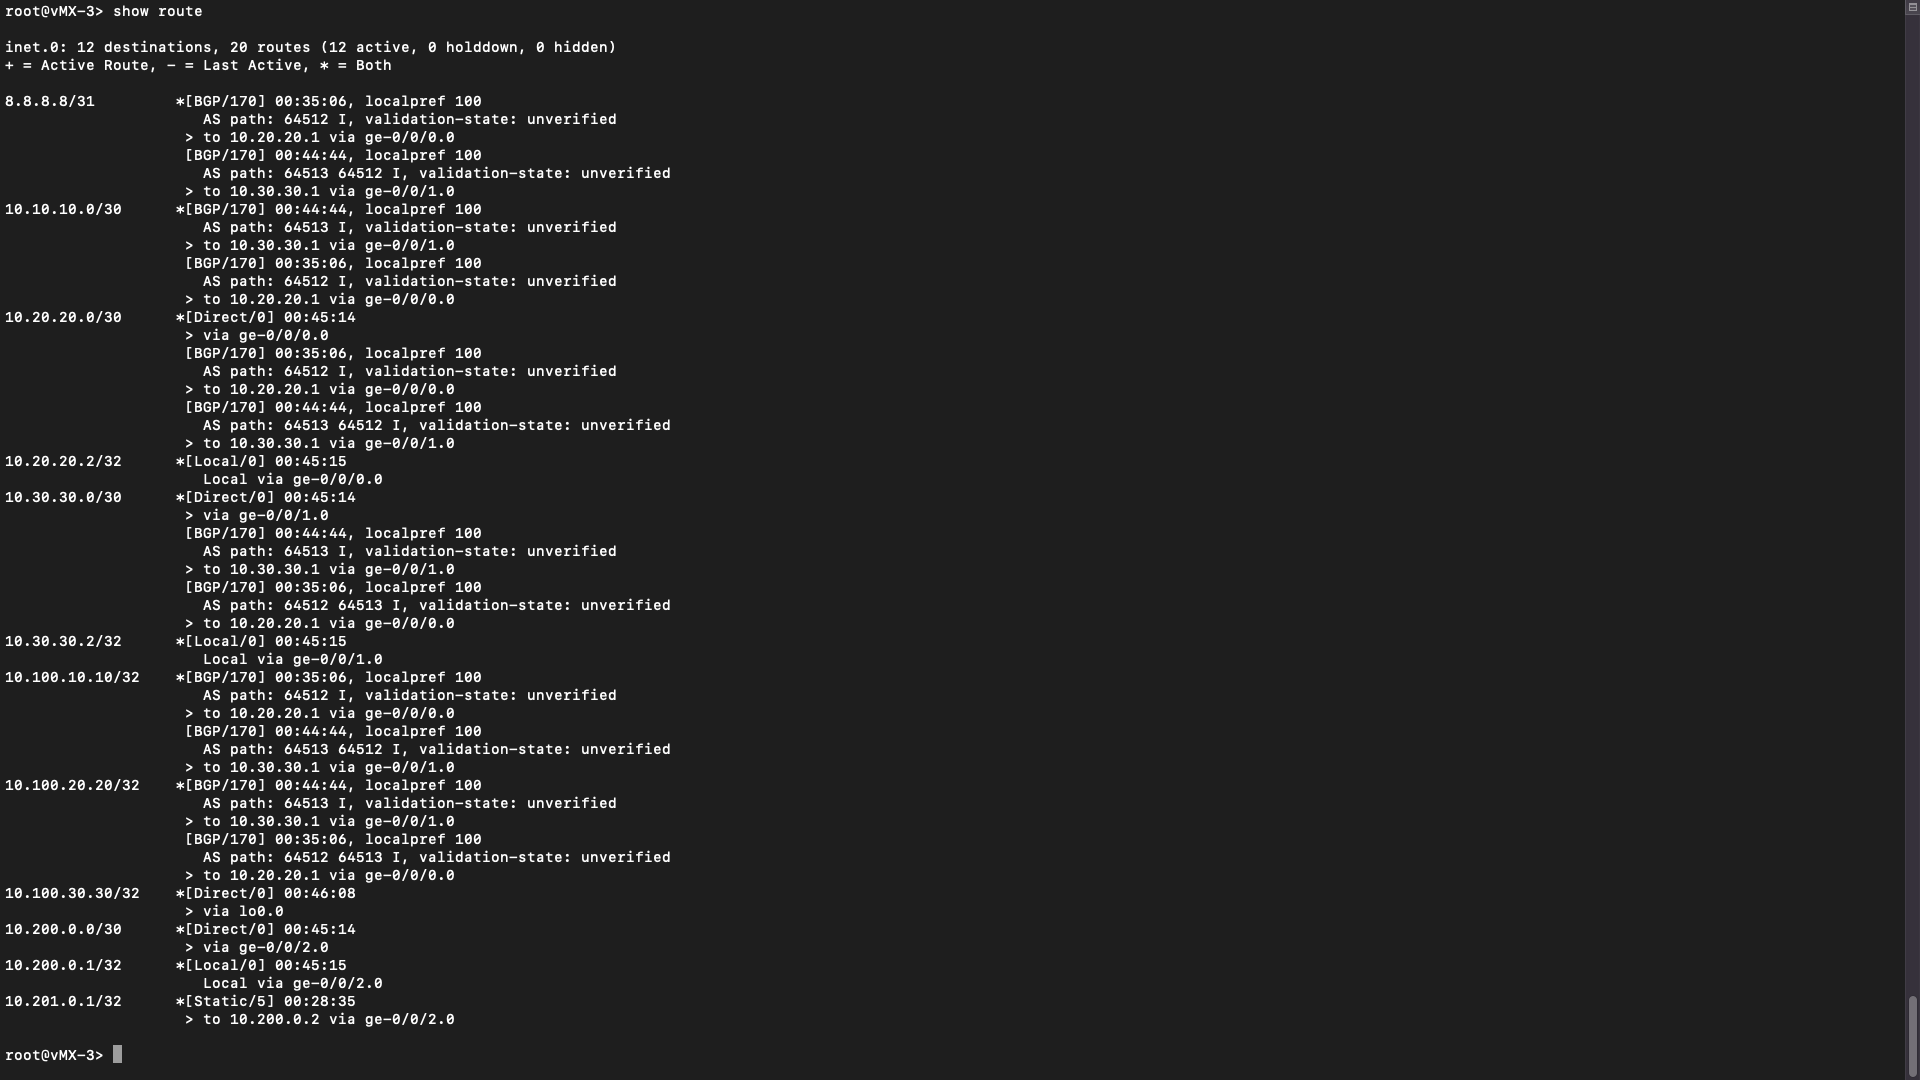 root@vMX-3> show route

inet.0: 12 destinations, 20 routes (12 active, 0 holddown, 0 hidden)
+ = Active Route, - = Last Active, * = Both

8.8.8.8/31         *[BGP/170] 00:35:06, localpref 100
                      AS path: 64512 I, validation-state: unverified
                    > to 10.20.20.1 via ge-0/0/0.0
                    [BGP/170] 00:44:44, localpref 100
                      AS path: 64513 64512 I, validation-state: unverified
                    > to 10.30.30.1 via ge-0/0/1.0
10.10.10.0/30      *[BGP/170] 00:44:44, localpref 100
                      AS path: 64513 I, validation-state: unverified
                    > to 10.30.30.1 via ge-0/0/1.0
                    [BGP/170] 00:35:06, localpref 100
                      AS path: 64512 I, validation-state: unverified
                    > to 10.20.20.1 via ge-0/0/0.0
10.20.20.0/30      *[Direct/0] 00:45:14
                    > via ge-0/0/0.0
                    [BGP/170] 00:35:06, localpref 100
                      AS path: 64512 I, validation-state: unverified
                    > to 10.20.20.1 via ge-0/0/0.0
                    [BGP/170] 00:44:44, localpref 100
                      AS path: 64513 64512 I, validation-state: unverified
                    > to 10.30.30.1 via ge-0/0/1.0
10.20.20.2/32      *[Local/0] 00:45:15
                      Local via ge-0/0/0.0
10.30.30.0/30      *[Direct/0] 00:45:14
                    > via ge-0/0/1.0
                    [BGP/170] 00:44:44, localpref 100
                      AS path: 64513 I, validation-state: unverified
                    > to 10.30.30.1 via ge-0/0/1.0
                    [BGP/170] 00:35:06, localpref 100
                      AS path: 64512 64513 I, validation-state: unverified
                    > to 10.20.20.1 via ge-0/0/0.0
10.30.30.2/32      *[Local/0] 00:45:15
                      Local via ge-0/0/1.0
10.100.10.10/32    *[BGP/170] 00:35:06, localpref 100
                      AS path: 64512 I, validation-state: unverified
                    > to 10.20.20.1 via ge-0/0/0.0
                    [BGP/170] 00:44:44, localpref 100
                      AS path: 64513 64512 I, validation-state: unverified
                    > to 10.30.30.1 via ge-0/0/1.0
10.100.20.20/32    *[BGP/170] 00:44:44, localpref 100
                      AS path: 64513 I, validation-state: unverified
                    > to 10.30.30.1 via ge-0/0/1.0
                    [BGP/170] 00:35:06, localpref 100
                      AS path: 64512 64513 I, validation-state: unverified
                    > to 10.20.20.1 via ge-0/0/0.0
10.100.30.30/32    *[Direct/0] 00:46:08
                    > via lo0.0
10.200.0.0/30      *[Direct/0] 00:45:14
                    > via ge-0/0/2.0
10.200.0.1/32      *[Local/0] 00:45:15
                      Local via ge-0/0/2.0
10.201.0.1/32      *[Static/5] 00:28:35
                    > to 10.200.0.2 via ge-0/0/2.0

root@vMX-3>